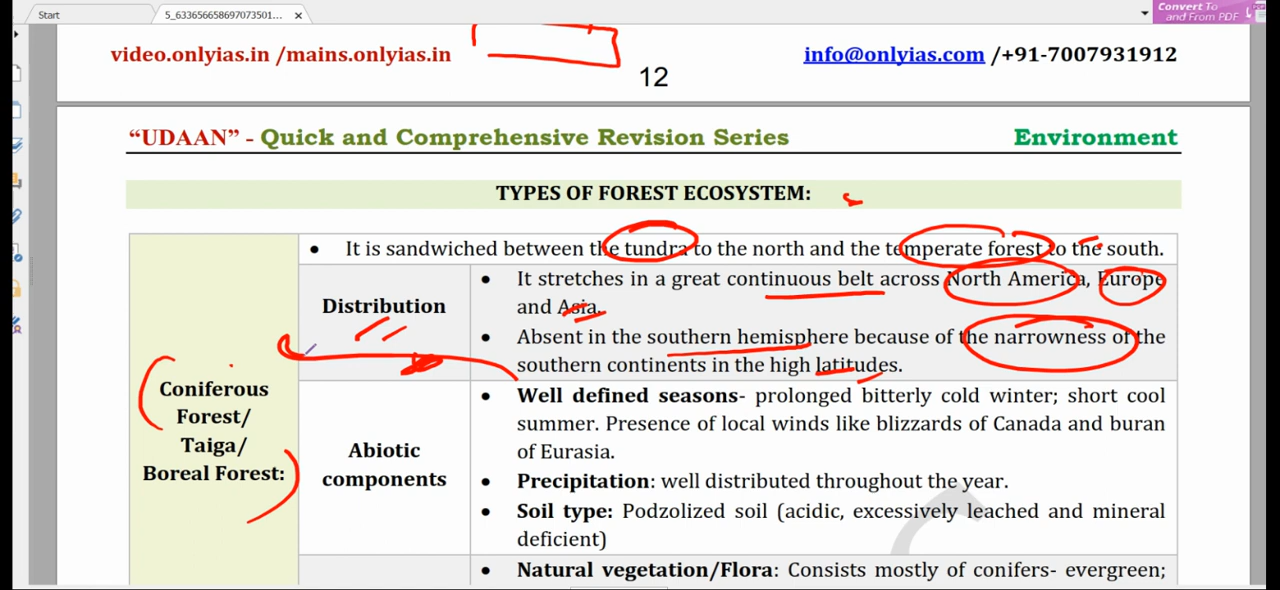 Start
5_633656658697073501...
Convert To
and From PDF
video.onlyias.in /mains.onlyias.in
info@onlyias.com /+91-7007931912
12
“UDAAN” - Quick and Comprehensive Revision Series
Environment
TYPES OF FOREST ECOSYSTEM:
Coniferous
Forest/
Taiga/
Boreal Forest:
• It is sandwiched between the tundra to the north and the temperate forest to the south.
Distribution
• It stretches in a great continuous belt across North America, Europe
and Asia.
• Absent in the southern hemisphere because of the narrowness of the
southern continents in the high latitudes.
Abiotic
components
• Well defined seasons- prolonged bitterly cold winter; short cool
summer. Presence of local winds like blizzards of Canada and buran
of Eurasia.
• Precipitation: well distributed throughout the year.
• Soil type: Podzolized soil (acidic, excessively leached and mineral
deficient)
• Natural vegetation/Flora: Consists mostly of conifers- evergreen;